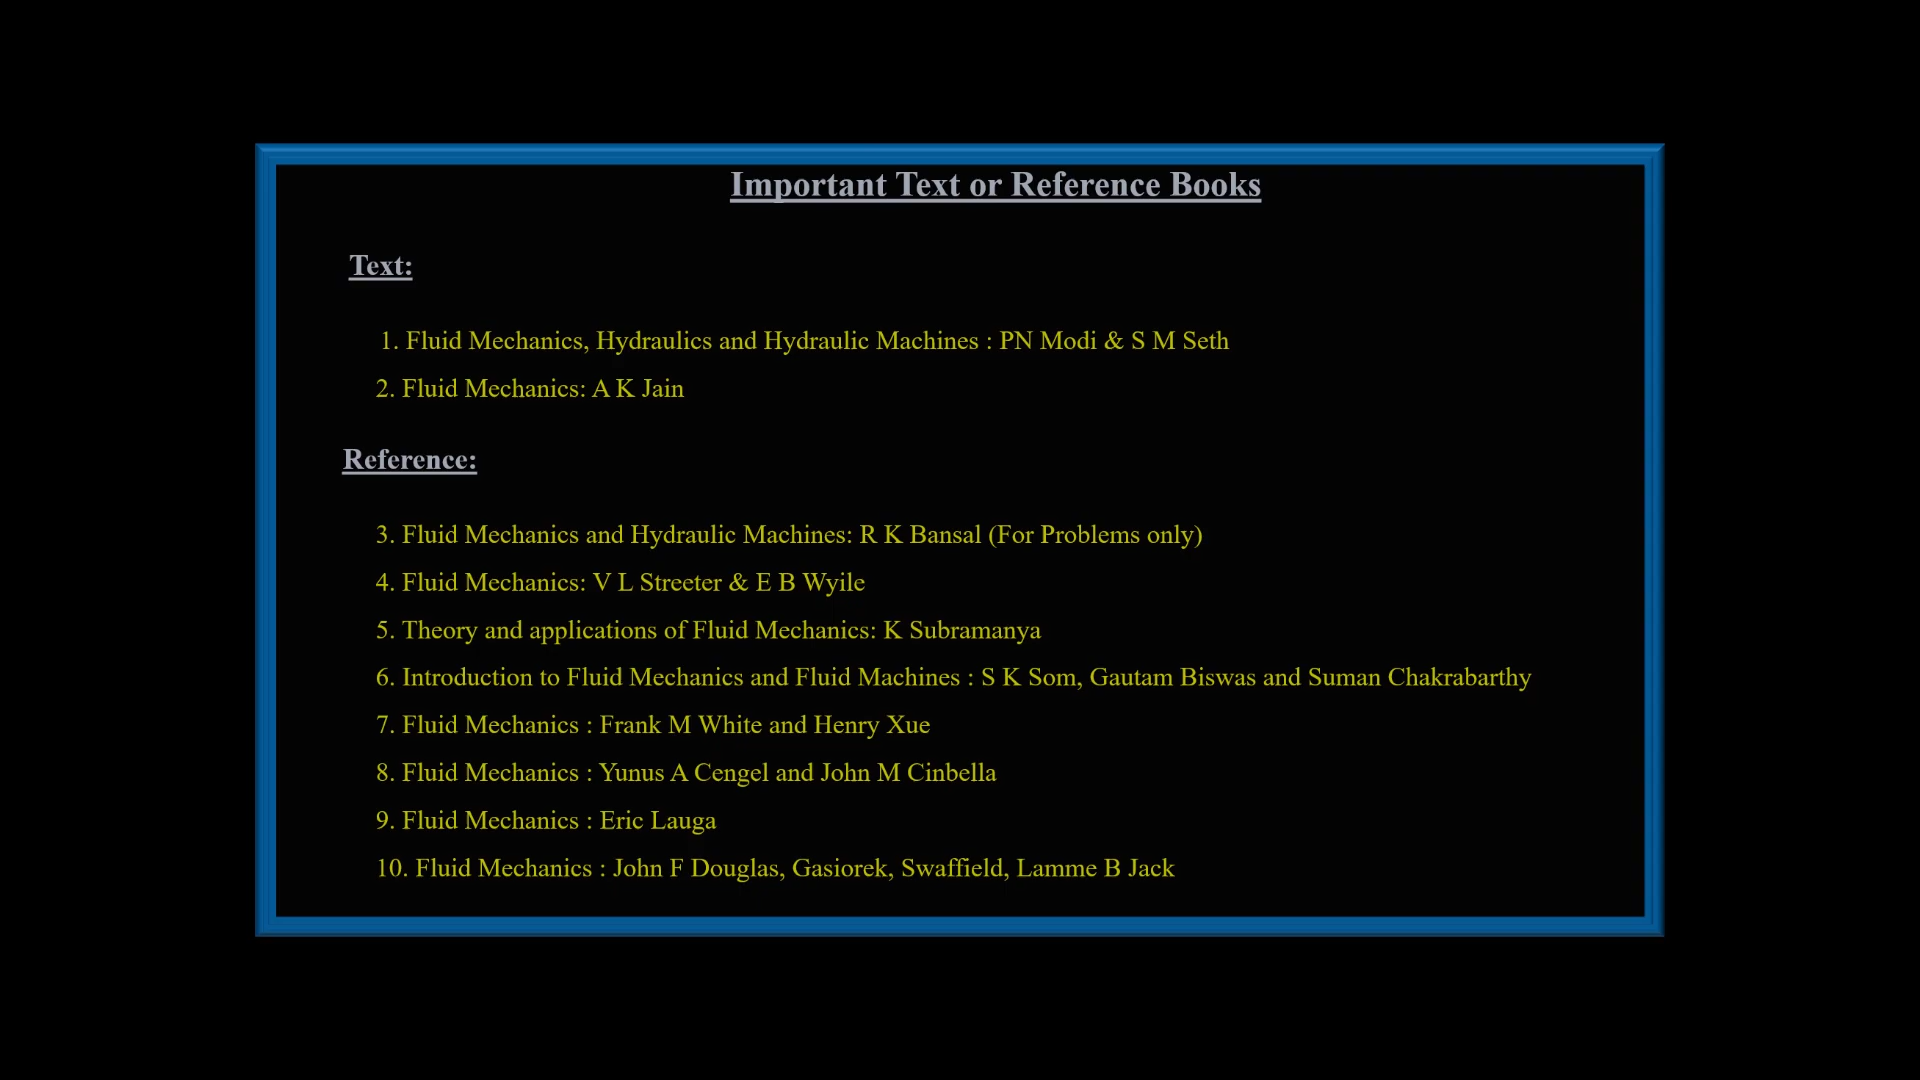 Important Text or Reference Books
Text:
1. Fluid Mechanics, Hydraulics and Hydraulic Machines : PN Modi & S M Seth
2. Fluid Mechanics: A K Jain
Reference:
3. Fluid Mechanics and Hydraulic Machines: R K Bansal (For Problems only)
4. Fluid Mechanics: V L Streeter & E B Wyile
5. Theory and applications of Fluid Mechanics: K Subramanya
6. Introduction to Fluid Mechanics and Fluid Machines : S K Som, Gautam Biswas and Suman Chakrabarthy
7. Fluid Mechanics : Frank M White and Henry Xue
8. Fluid Mechanics : Yunus A Cengel and John M Cinbella
9. Fluid Mechanics : Eric Lauga
10. Fluid Mechanics : John F Douglas, Gasiorek, Swaffield, Lamme B Jack